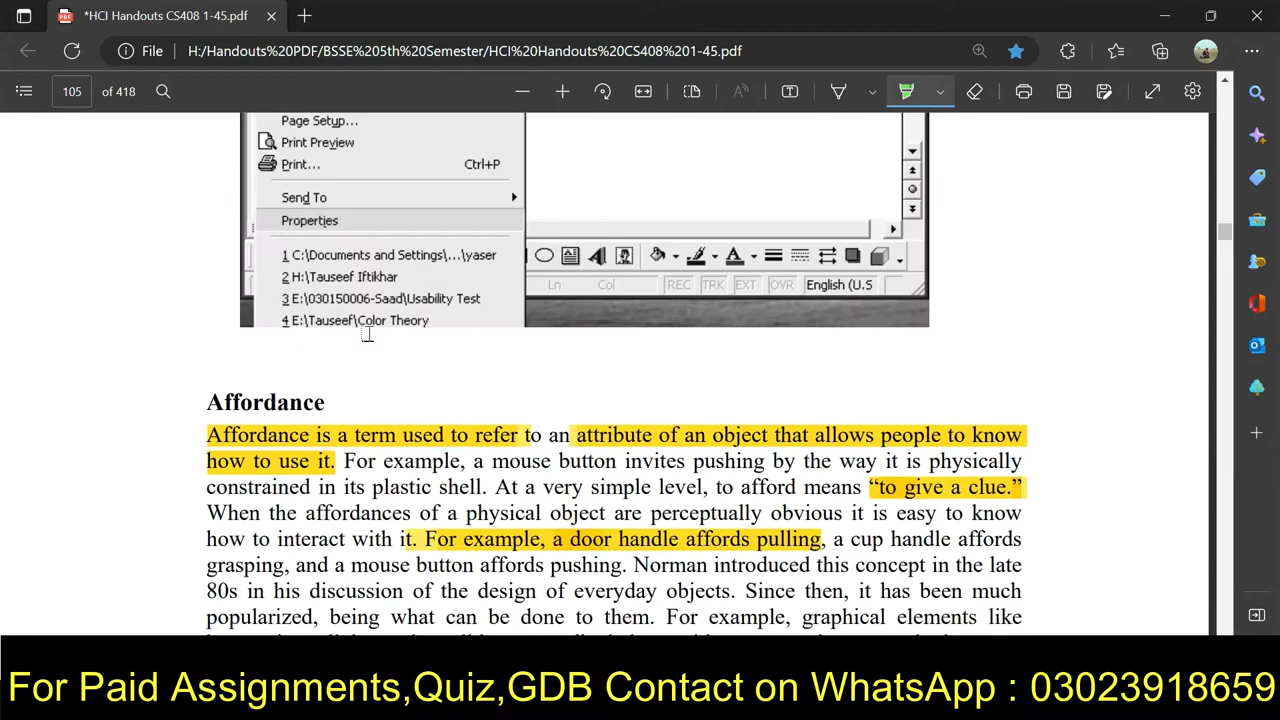 *HCI Handouts CS408 1-45.pdf
File H:/Handouts%20PDF/BSSE%205th%20Semester/HCI%20Handouts%20CS408%201-45.pdf
105 of 418
Page Setup...
Print Preview
Print... Ctrl+P
Send To
Properties
1 C:\Documents and Settings\...\yaser
2 H:\Tauseef Iftikhar
3 E:\030150006-Saad\Usability Test
4 E:\Tauseef\Color Theory
Ln Col REC TRK EXT OVR English (U.S
Affordance
Affordance is a term used to refer to an attribute of an object that allows people to know
how to use it. For example, a mouse button invites pushing by the way it is physically
constrained in its plastic shell. At a very simple level, to afford means “to give a clue.”
When the affordances of a physical object are perceptually obvious it is easy to know
how to interact with it. For example, a door handle affords pulling, a cup handle affords
grasping, and a mouse button affords pushing. Norman introduced this concept in the late
80s in his discussion of the design of everyday objects. Since then, it has been much
popularized, being what can be done to them. For example, graphical elements like
For Paid Assignments,Quiz,GDB Contact on WhatsApp : 03023918659